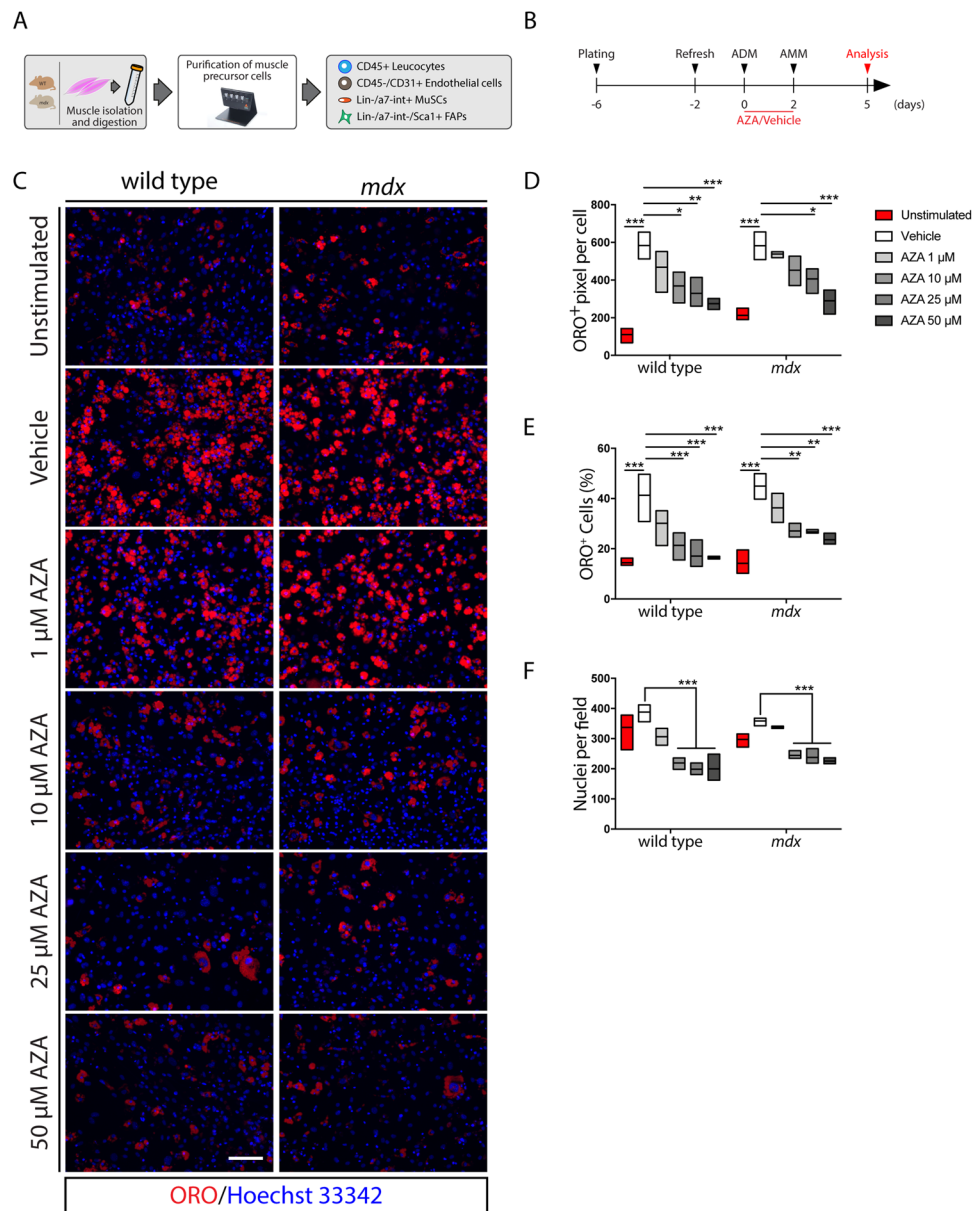 A
WT
mdx
Muscle isolation
and digestion
Purification of muscle
precursor cells
CD45+ Leucocytes
CD45-/CD31+ Endothelial cells
Lin-/a7-int+ MuSCs
Lin-/a7-int-/Sca1+ FAPs
B
Plating
Refresh
ADM
AMM
Analysis
-6
-2
0
2
5
(days)
AZA/Vehicle
C
wild type
mdx
Unstimulated
Vehicle
1 µM AZA
10 µM AZA
25 µM AZA
50 µM AZA
ORO/Hoechst 33342
D
ORO+ pixel per cell
800
600
400
200
0
***
*
**
***
***
*
***
wild type
mdx
Unstimulated
Vehicle
AZA 1 µM
AZA 10 µM
AZA 25 µM
AZA 50 µM
E
ORO+ Cells (%)
60
40
20
0
***
***
***
***
***
**
**
***
wild type
mdx
F
Nuclei per field
500
400
300
200
100
0
***
***
wild type
mdx